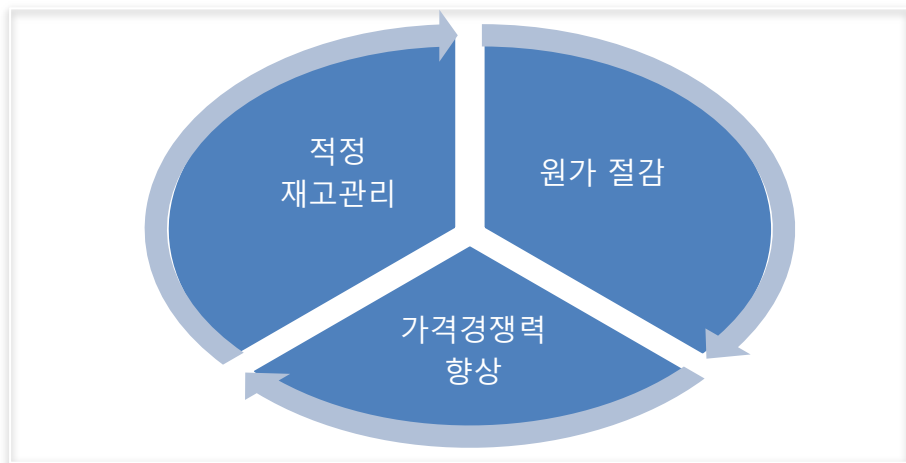 적정
재고관리
원가 절감
가격경쟁력
향상